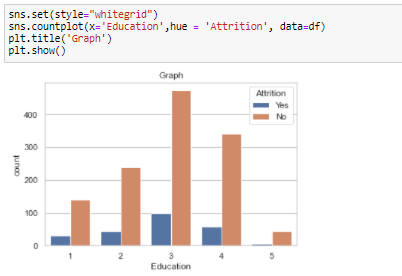 sns.set(style="whitegrid")
sns.countplot(x='Education',hue = 'Attrition', data=df)
plt.title('Graph')
plt.show()
Graph
Attrition
Yes
No
400
300
200
100
0
count
1 2 3 4 5
Education